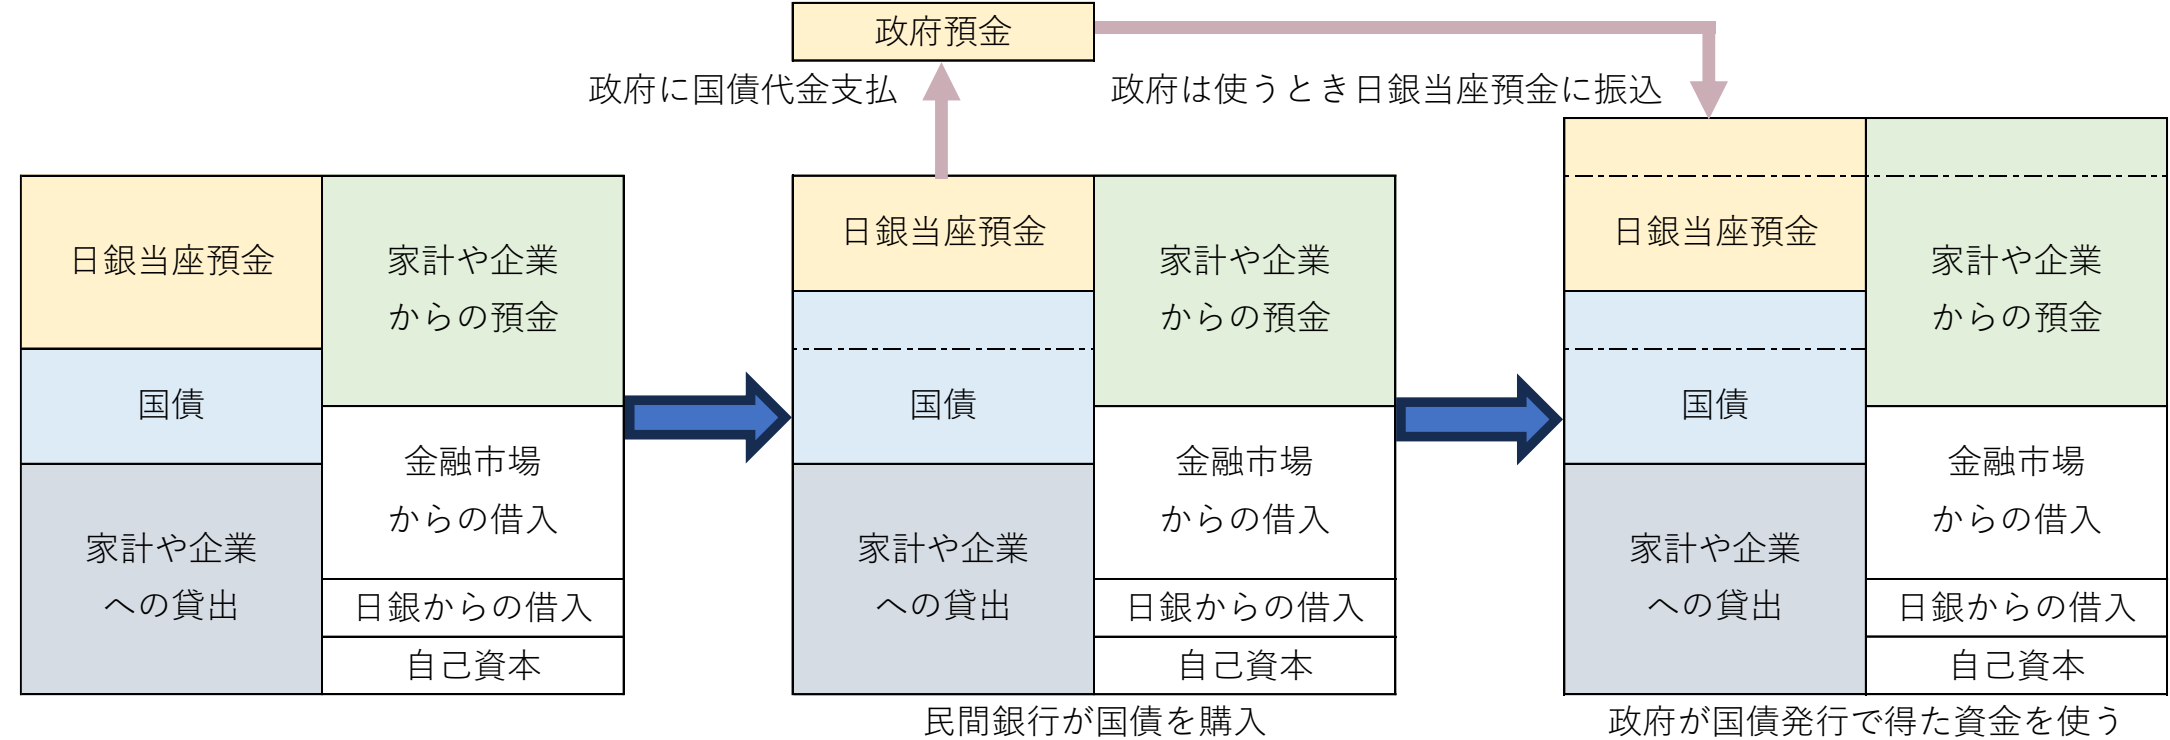 政府預金
政府に国債代金支払
政府は使うとき日銀当座預金に振込
日銀当座預金
家計や企業
からの預金
国債
金融市場
からの借入
家計や企業
への貸出
日銀からの借入
自己資本
日銀当座預金
家計や企業
からの預金
国債
金融市場
からの借入
家計や企業
への貸出
日銀からの借入
自己資本
民間銀行が国債を購入
日銀当座預金
家計や企業
からの預金
国債
金融市場
からの借入
家計や企業
への貸出
日銀からの借入
自己資本
政府が国債発行で得た資金を使う